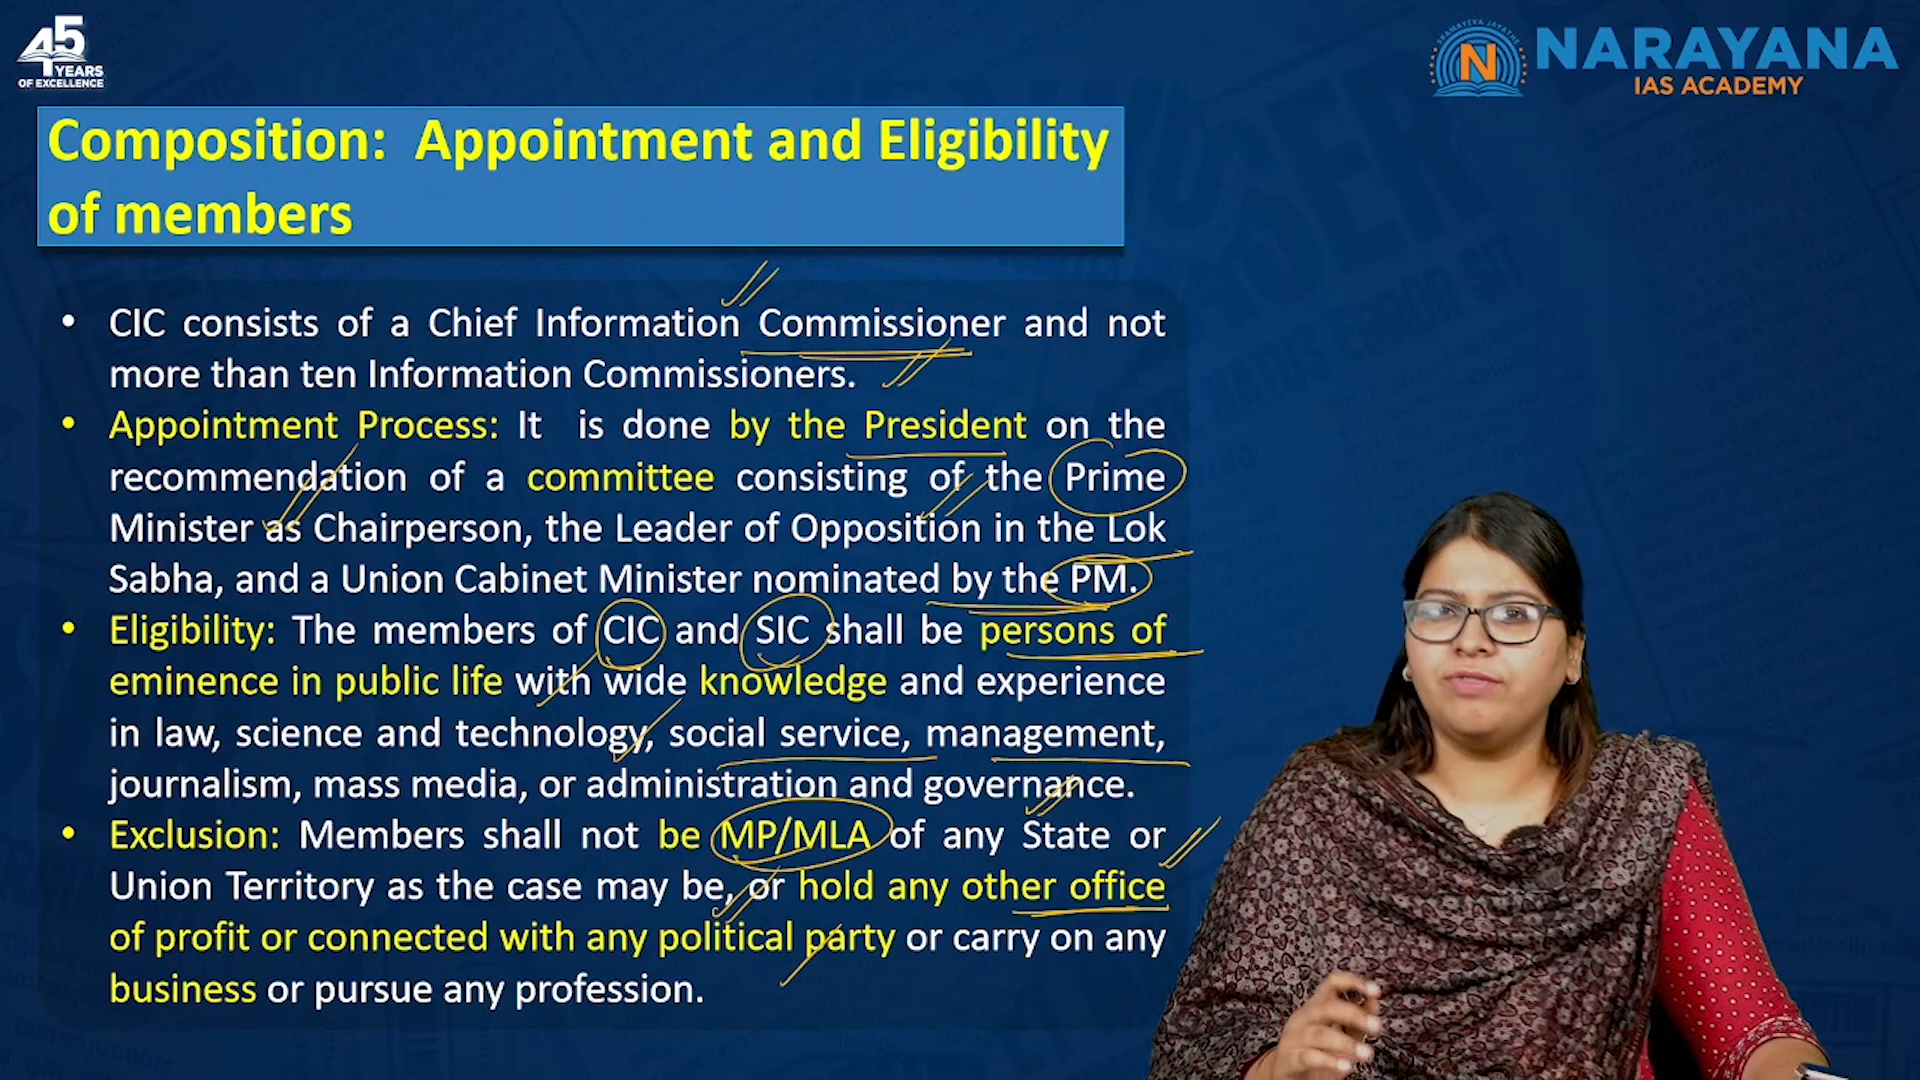 45
YEARS
OF EXCELLENCE
N
NARAYANA
IAS ACADEMY
Composition: Appointment and Eligibility
of members
• CIC consists of a Chief Information Commissioner and not
more than ten Information Commissioners.
• Appointment Process: It is done by the President on the
recommendation of a committee consisting of the Prime
Minister as Chairperson, the Leader of Opposition in the Lok
Sabha, and a Union Cabinet Minister nominated by the PM.
• Eligibility: The members of CIC and SIC shall be persons of
eminence in public life with wide knowledge and experience
in law, science and technology, social service, management,
journalism, mass media, or administration and governance.
• Exclusion: Members shall not be MP/MLA of any State or
Union Territory as the case may be, or hold any other office
of profit or connected with any political party or carry on any
business or pursue any profession.